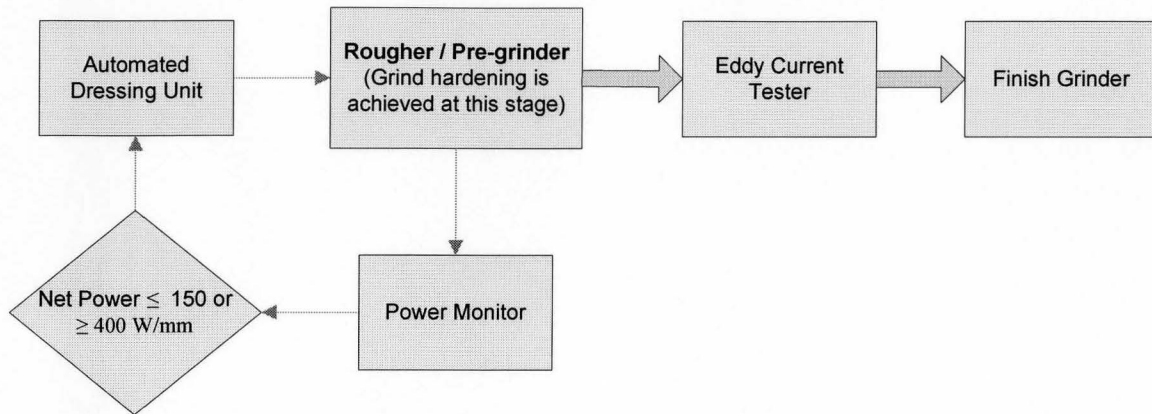 Automated
Dressing Unit
Rougher / Pre-grinder
(Grind hardening is
achieved at this stage)
Eddy Current
Tester
Finish Grinder
Net Power ≤ 150 or
≥ 400 W/mm
Power Monitor